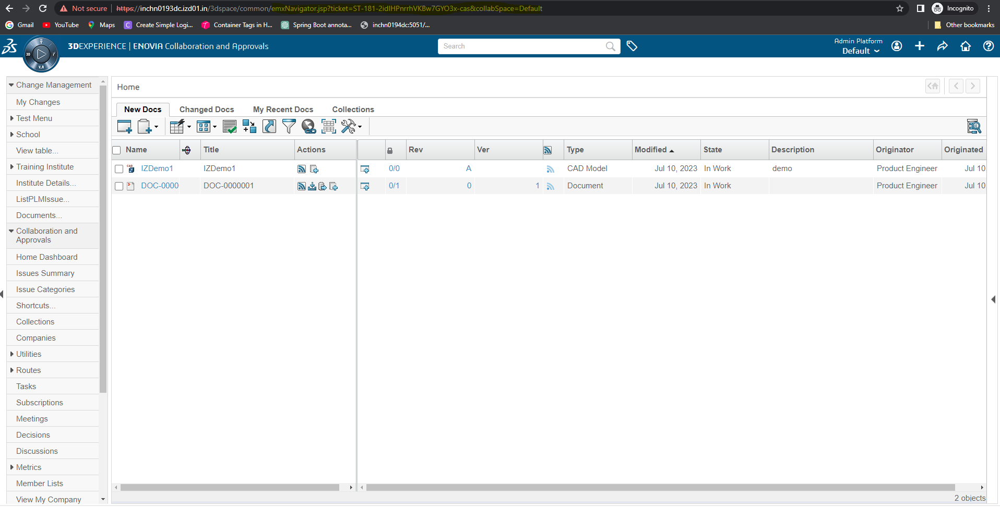 Not secure https://inchn0193dc.izd01.in/3dspace/common/emxNavigator.jsp?ticket=ST-181-2idIHPnrrhVKBw7GYO3x-cas&collabSpace=Default Incognito
G Gmail YouTube Maps C Create Simple Logi... Container Tags in H... Spring Boot annota... inchn0194dc:5051/... Other bookmarks
3DEXPERIENCE | ENOVIA Collaboration and Approvals Search Admin Platform
Default
3D V.R
Change Management
My Changes
Test Menu
School
View table...
Training Institute
Institute Details...
ListPLMIssue...
Documents...
Collaboration and
Approvals
Home Dashboard
Issues Summary
Issue Categories
Shortcuts...
Collections
Companies
Utilities
Routes
Tasks
Subscriptions
Meetings
Decisions
Discussions
Metrics
Member Lists
View My Company
Home
New Docs Changed Docs My Recent Docs Collections
Name Title Actions Rev Ver Type Modified State Description Originator Originated
CAD IZDemo1 IZDemo1 0/0 A CAD Model Jul 10, 2023 In Work demo Product Engineer Jul 10
DOC-0000 DOC-0000001 0/1 0 1 Document Jul 10, 2023 In Work Product Engineer Jul 10
2 objects